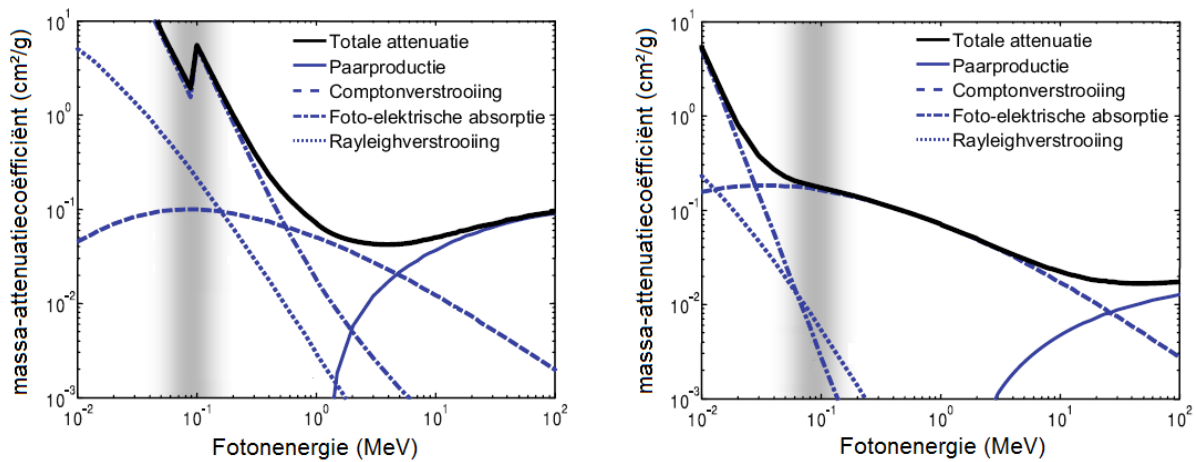 massa-attenuatiecoëfficiënt (cm²/g)
10¹
10⁰
10⁻¹
10⁻²
10⁻³
Totale attenuatie
Paarproductie
Comptonverstrooiing
Foto-elektrische absorptie
Rayleighverstrooiing
10⁻² 10⁻¹ 10⁰ 10¹ 10²
Fotonenergie (MeV)
massa-attenuatiecoëfficiënt (cm²/g)
10¹
10⁰
10⁻¹
10⁻²
10⁻³
Totale attenuatie
Paarproductie
Comptonverstrooiing
Foto-elektrische absorptie
Rayleighverstrooiing
10⁻² 10⁻¹ 10⁰ 10¹ 10²
Fotonenergie (MeV)